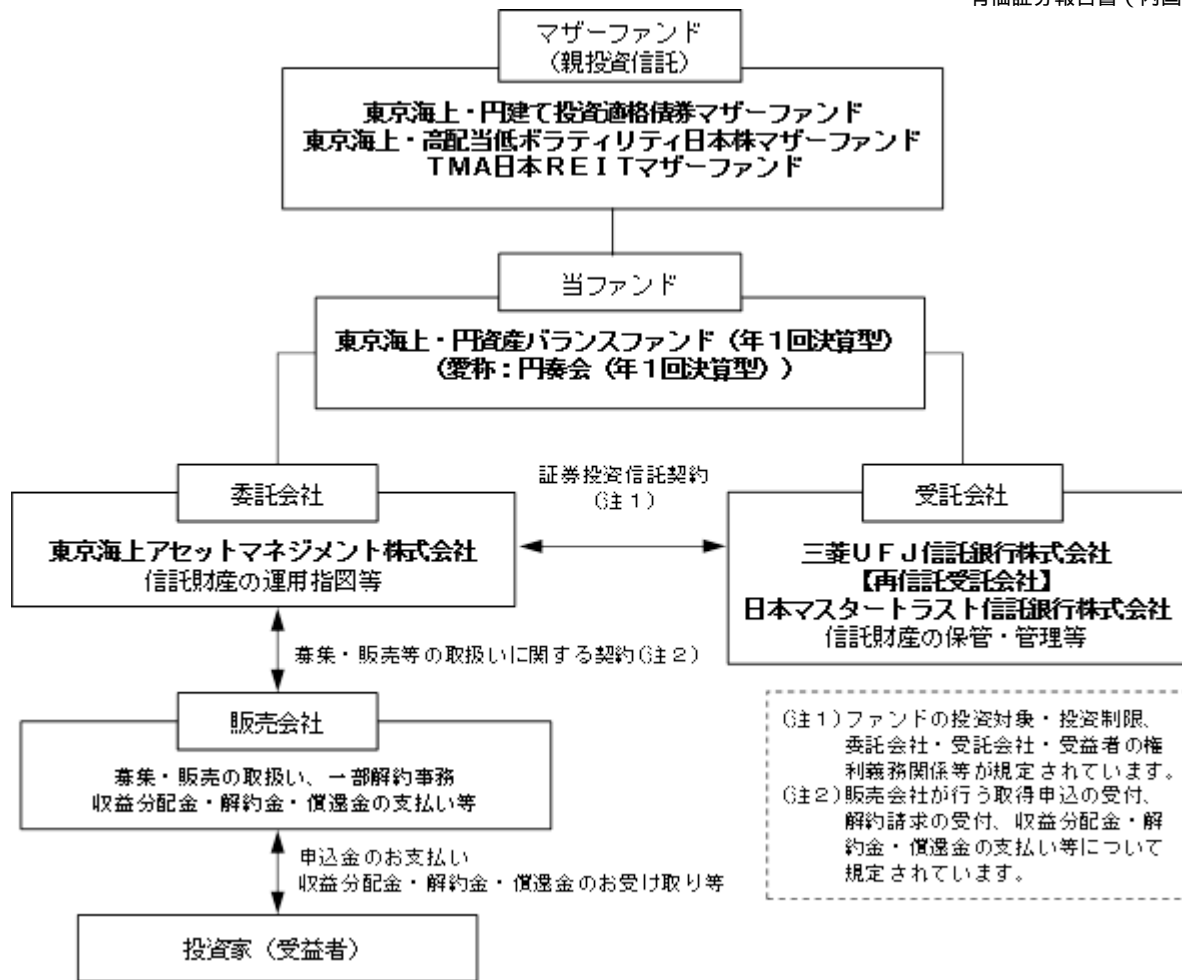 マザーファンド
(親投資信託)
東京海上・円建て投資適格債券マザーファンド
東京海上・高配当低ボラティリティ日本株マザーファンド
TMA日本REITマザーファンド
当ファンド
東京海上・円資産バランスファンド(年1回決算型)
(愛称:円奏会(年1回決算型))
委託会社
東京海上アセットマネジメント株式会社
信託財産の運用指図等
証券投資信託契約
(注1)
受託会社
三菱UFJ信託銀行株式会社
【再信託受託会社】
日本マスタートラスト信託銀行株式会社
信託財産の保管・管理等
募集・販売等の取扱いに関する契約(注2)
販売会社
募集・販売の取扱い、一部解約事務
収益分配金・解約金・償還金の支払い等
申込金のお支払い
収益分配金・解約金・償還金のお受け取り等
投資家(受益者)
(注1)ファンドの投資対象・投資制限、
委託会社・受託会社・受益者の権
利義務関係等が規定されています。
(注2)販売会社が行う取得申込の受付、
解約請求の受付、収益分配金・解
約金・償還金の支払い等について
規定されています。